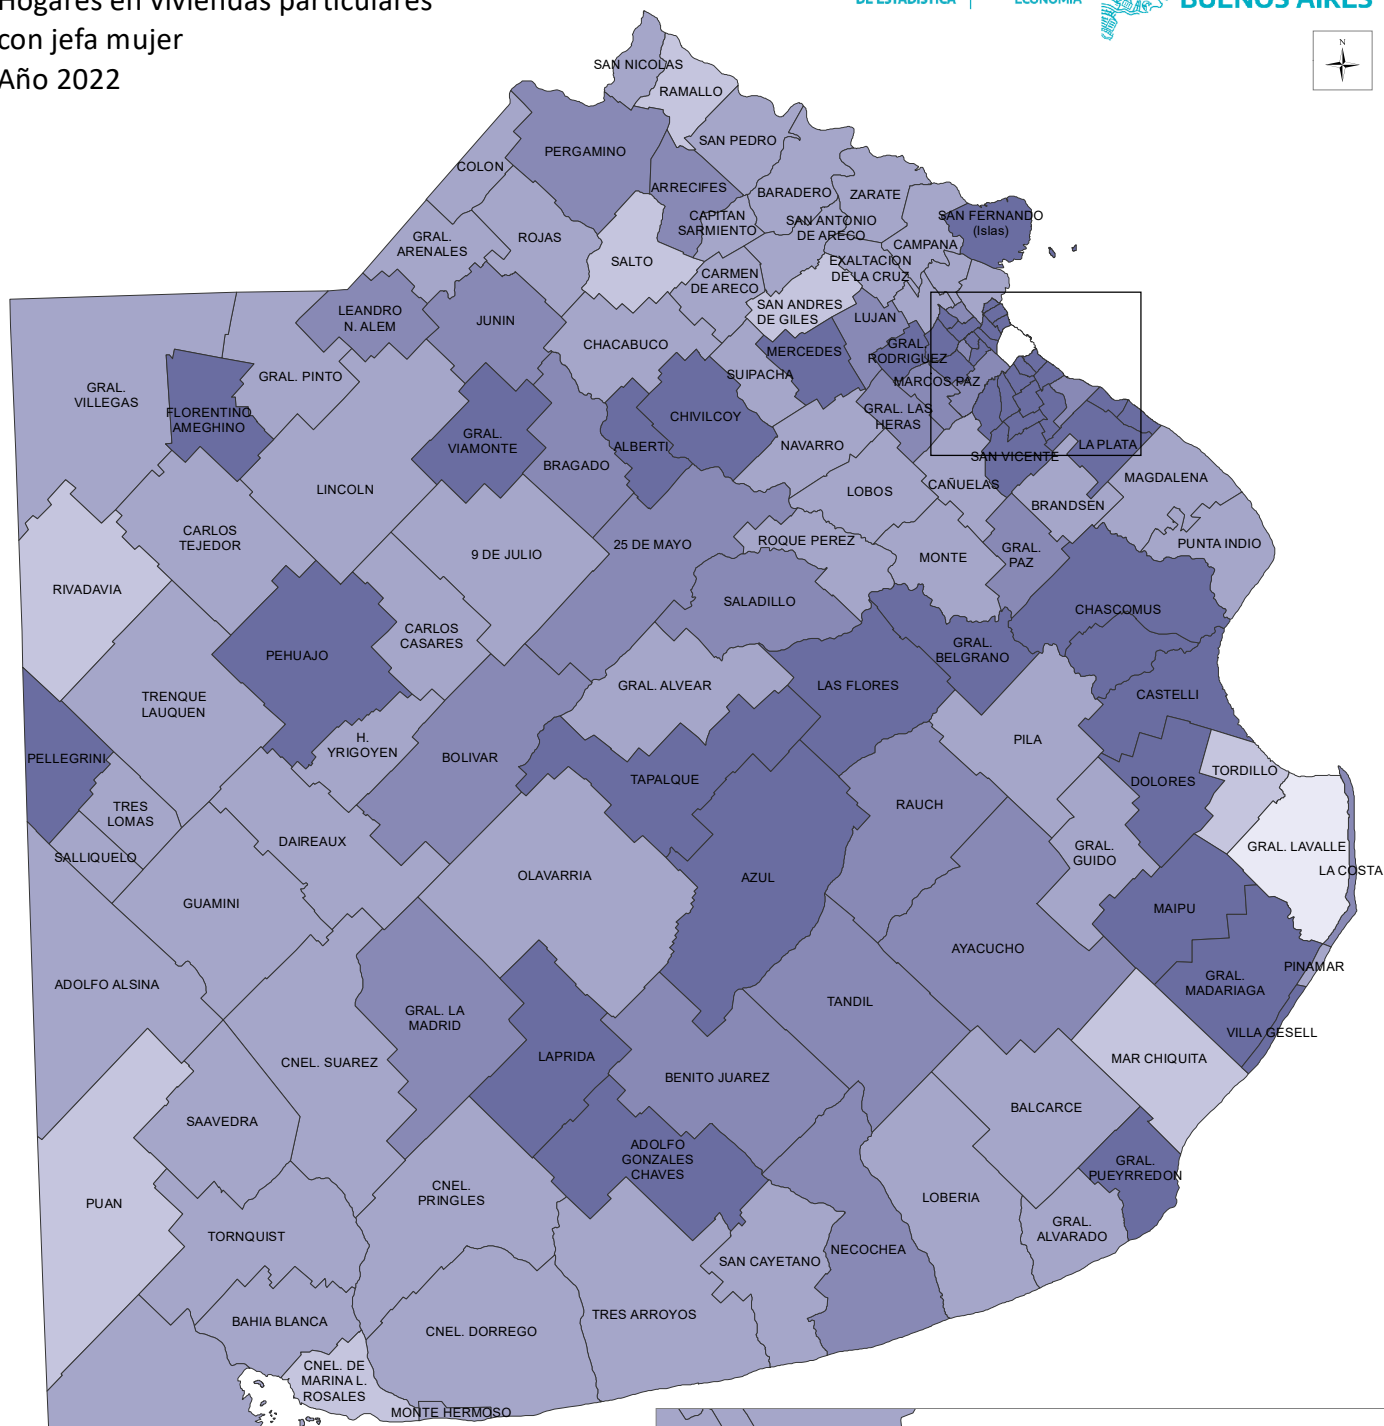 Hogares en viviendas particulares
con jefa mujer
Año 2022
DE ESTADÍSTICA
ECONOMÍA
BUENOS AIRES
N
SAN NICOLAS
RAMALLO
SAN PEDRO
PERGAMINO
COLON
ARRECIFES
BARADERO
ZARATE
CAPITAN
SARMIENTO
SAN ANTONIO
DE ARECO
SAN FERNANDO
(Islas)
GRAL.
ARENALES
ROJAS
CAMPANA
SALTO
EXALTACION
DE LA CRUZ
CARMEN
DE ARECO
SAN ANDRES
DE GILES
LEANDRO
N. ALEM
JUNIN
LUJAN
CHACABUCO
MERCEDES
GRAL.
RODRIGUEZ
SUIPACHA
MARCOS PAZ
GRAL. PINTO
GRAL.
VILLEGAS
FLORENTINO
AMEGHINO
CHIVILCOY
GRAL. LAS
HERAS
GRAL.
VIAMONTE
ALBERTI
NAVARRO
LA PLATA
SAN VICENTE
BRAGADO
MAGDALENA
LINCOLN
LOBOS
CAÑUELAS
BRANDSEN
CARLOS
TEJEDOR
9 DE JULIO
25 DE MAYO
ROQUE PEREZ
MONTE
GRAL.
PAZ
PUNTA INDIO
RIVADAVIA
SALADILLO
CHASCOMUS
CARLOS
CASARES
PEHUAJO
GRAL.
BELGRANO
GRAL. ALVEAR
LAS FLORES
CASTELLI
TRENQUE
LAUQUEN
H.
YRIGOYEN
PILA
PELLEGRINI
BOLIVAR
TAPALQUE
DOLORES
TORDILLO
TRES
LOMAS
RAUCH
DAIREAUX
GRAL.
GUIDO
GRAL. LAVALLE
SALLIQUELO
OLAVARRIA
AZUL
LA COSTA
GUAMINI
MAIPU
AYACUCHO
PINAMAR
ADOLFO ALSINA
GRAL.
MADARIAGA
TANDIL
GRAL. LA
MADRID
VILLA GESELL
CNEL. SUAREZ
LAPRIDA
MAR CHIQUITA
BENITO JUAREZ
BALCARCE
SAAVEDRA
ADOLFO
GONZALES
CHAVES
GRAL.
PUEYRREDON
PUAN
CNEL.
PRINGLES
LOBERIA
GRAL.
ALVARADO
TORNQUIST
NECOCHEA
SAN CAYETANO
TRES ARROYOS
BAHIA BLANCA
CNEL. DORREGO
CNEL. DE
MARINA L.
ROSALES
MONTE HERMOSO